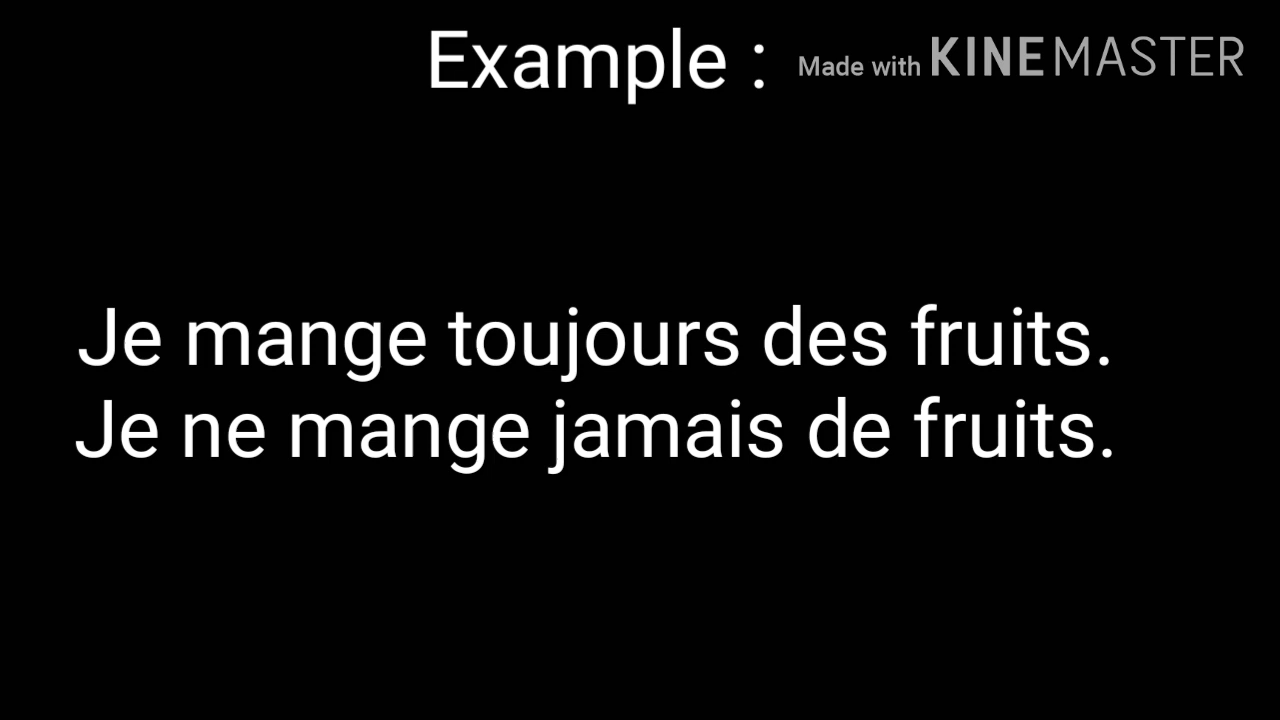 Example : Made with KINEMASTER
Je mange toujours des fruits.
Je ne mange jamais de fruits.